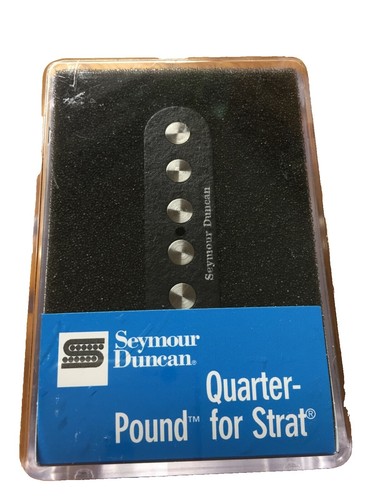 Seymour Duncan
Seymour
Duncan®
Quarter-
Pound™ for Strat®